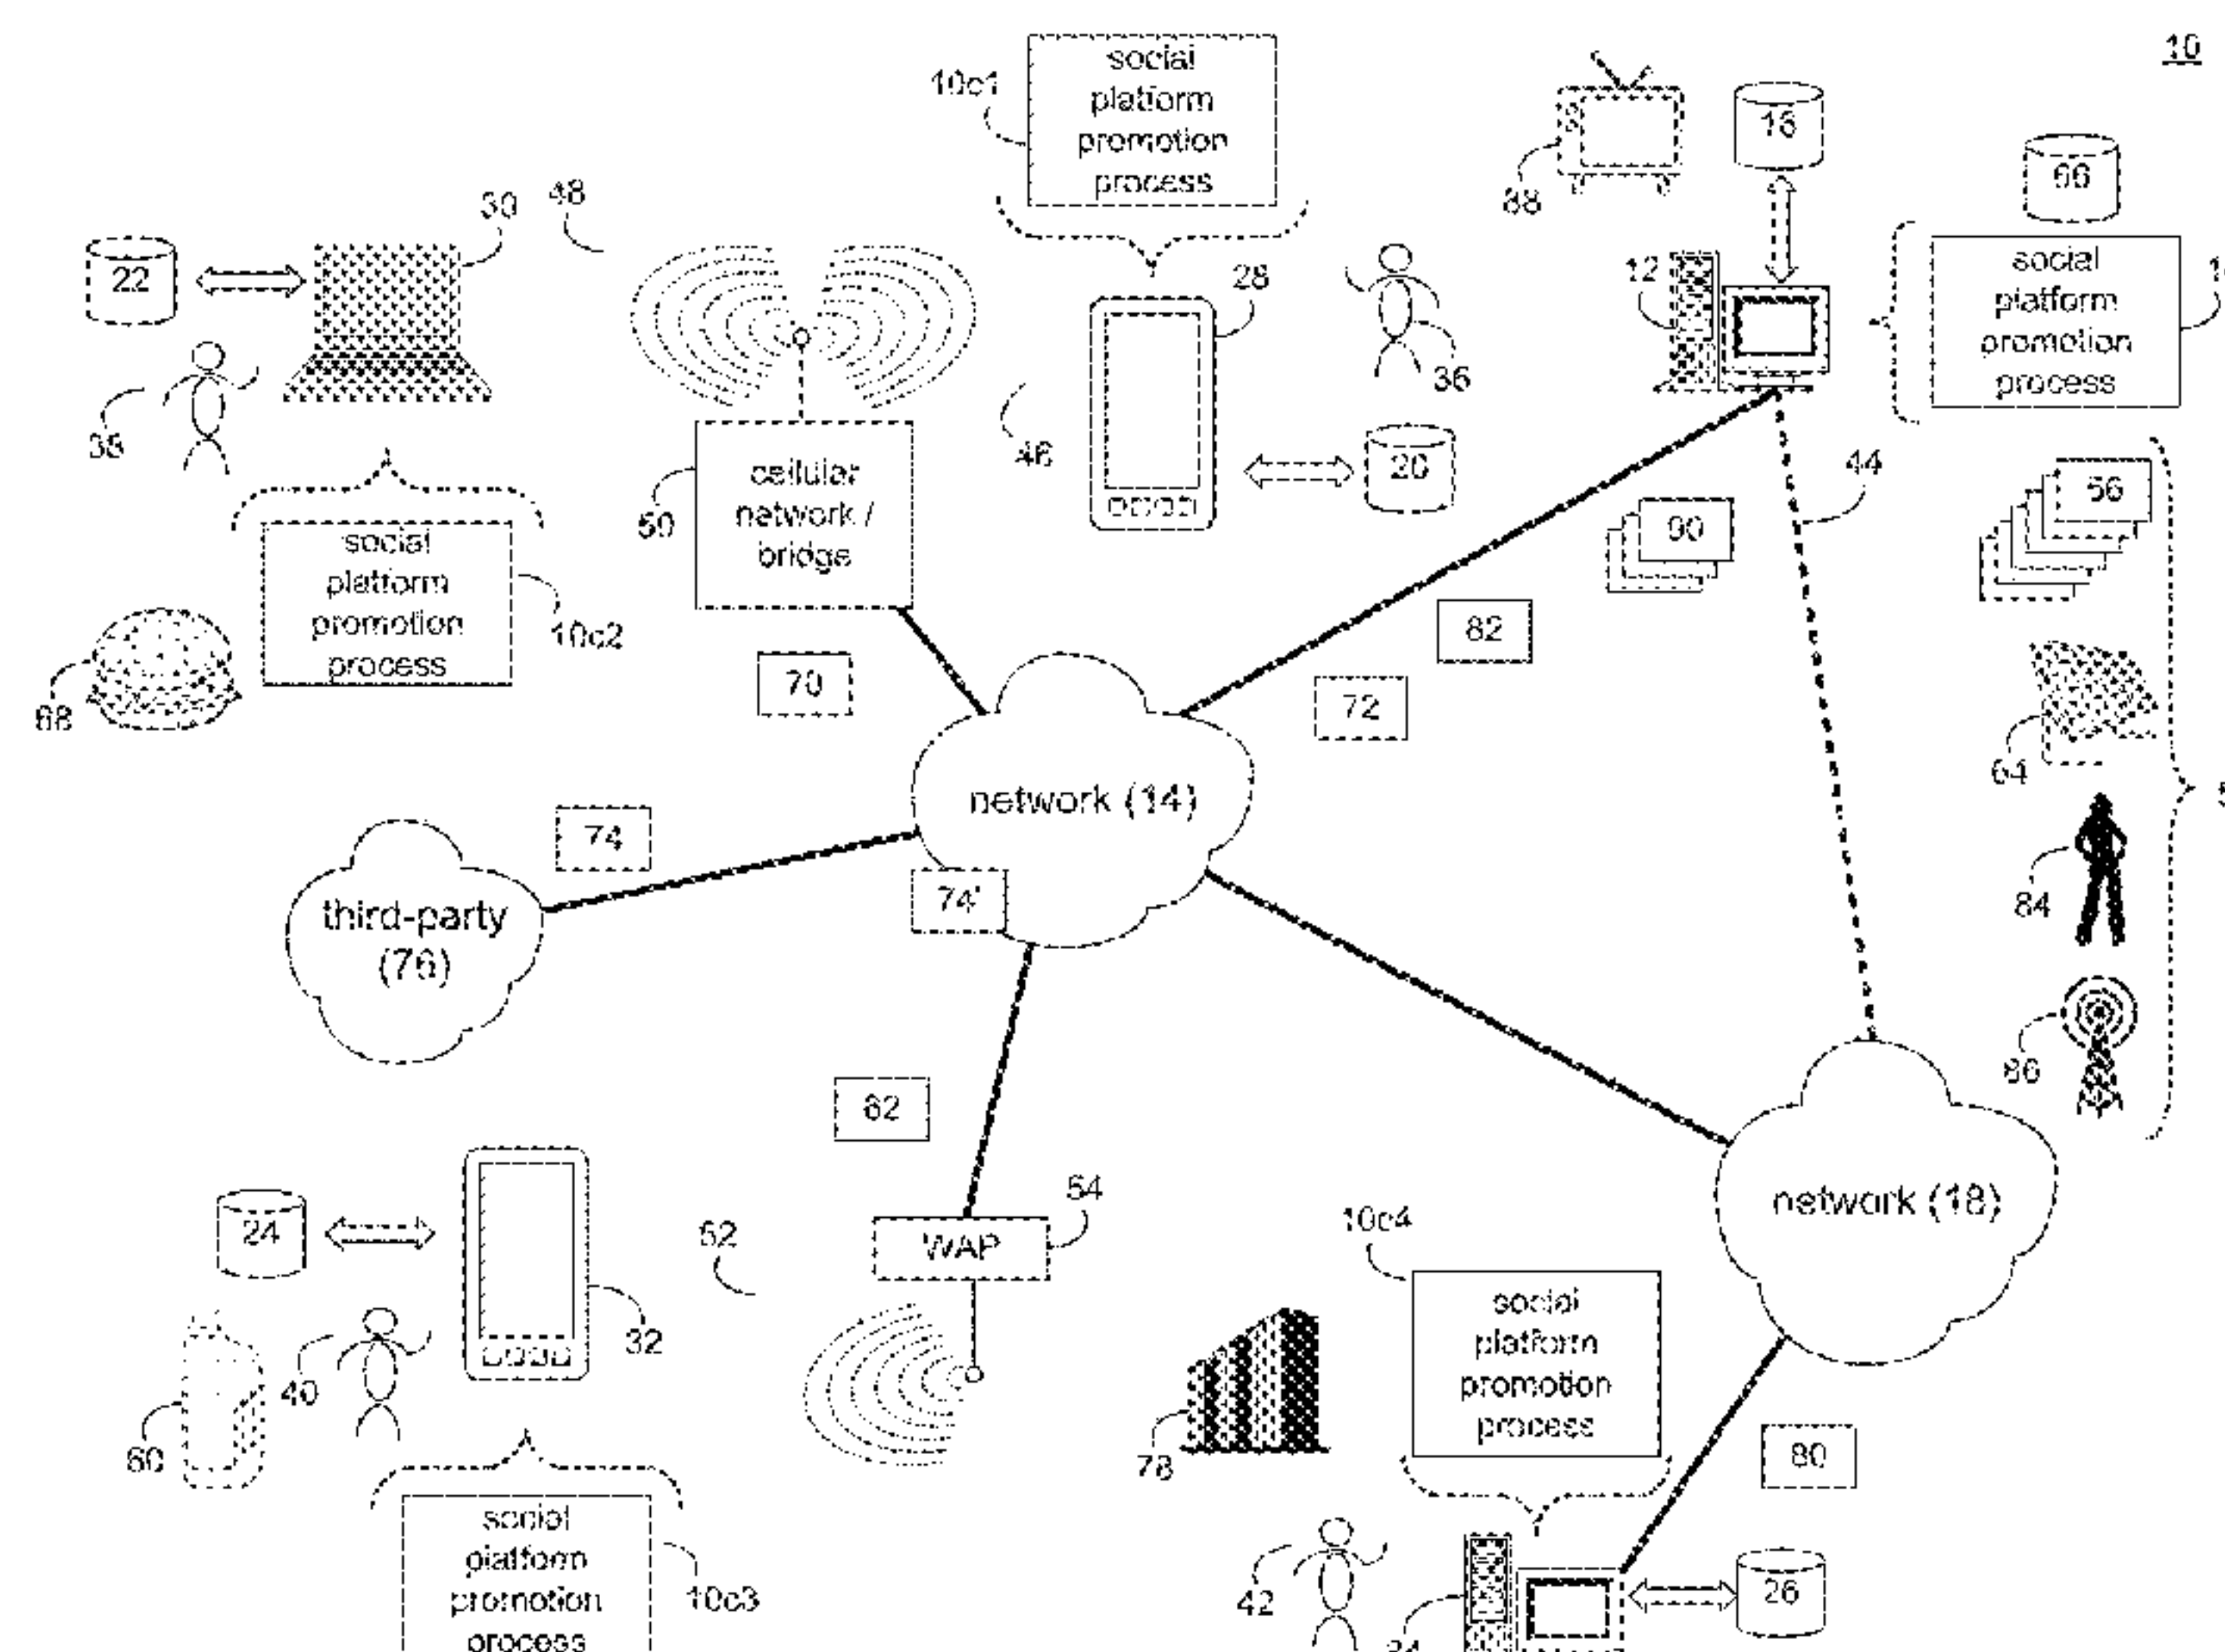 10
social
platform
promotion
process
10c1
88
16
66
12
social
platform
promotion
process
30
48
22
38
28
36
46
20
cellular
network /
bridge
50
44
90
56
social
platform
promotion
process
10c2
68
70
82
72
64
network (14)
74
74'
third-party
(76)
84
86
62
54
WAP
52
24
32
40
60
network (18)
10c4
social
platform
promotion
process
78
80
social
platform
promotion
process
10c3
42
26